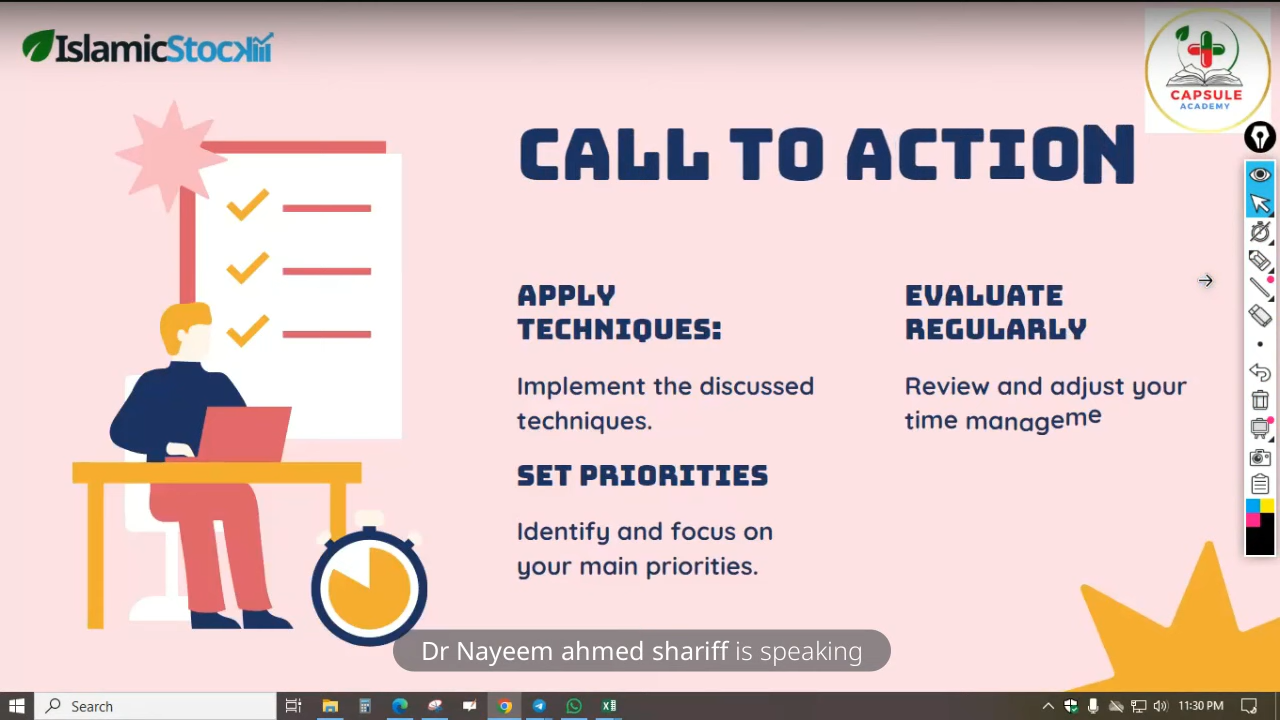 IslamicStock
CAPSULE
ACADEMY
CALL TO ACTION
APPLY
TECHNIQUES:
Implement the discussed
techniques.
SET PRIORITIES
Identify and focus on
your main priorities.
EVALUATE
REGULARLY
Review and adjust your
time manageme
Dr Nayeem ahmed shariff is speaking
Search
11:30 PM